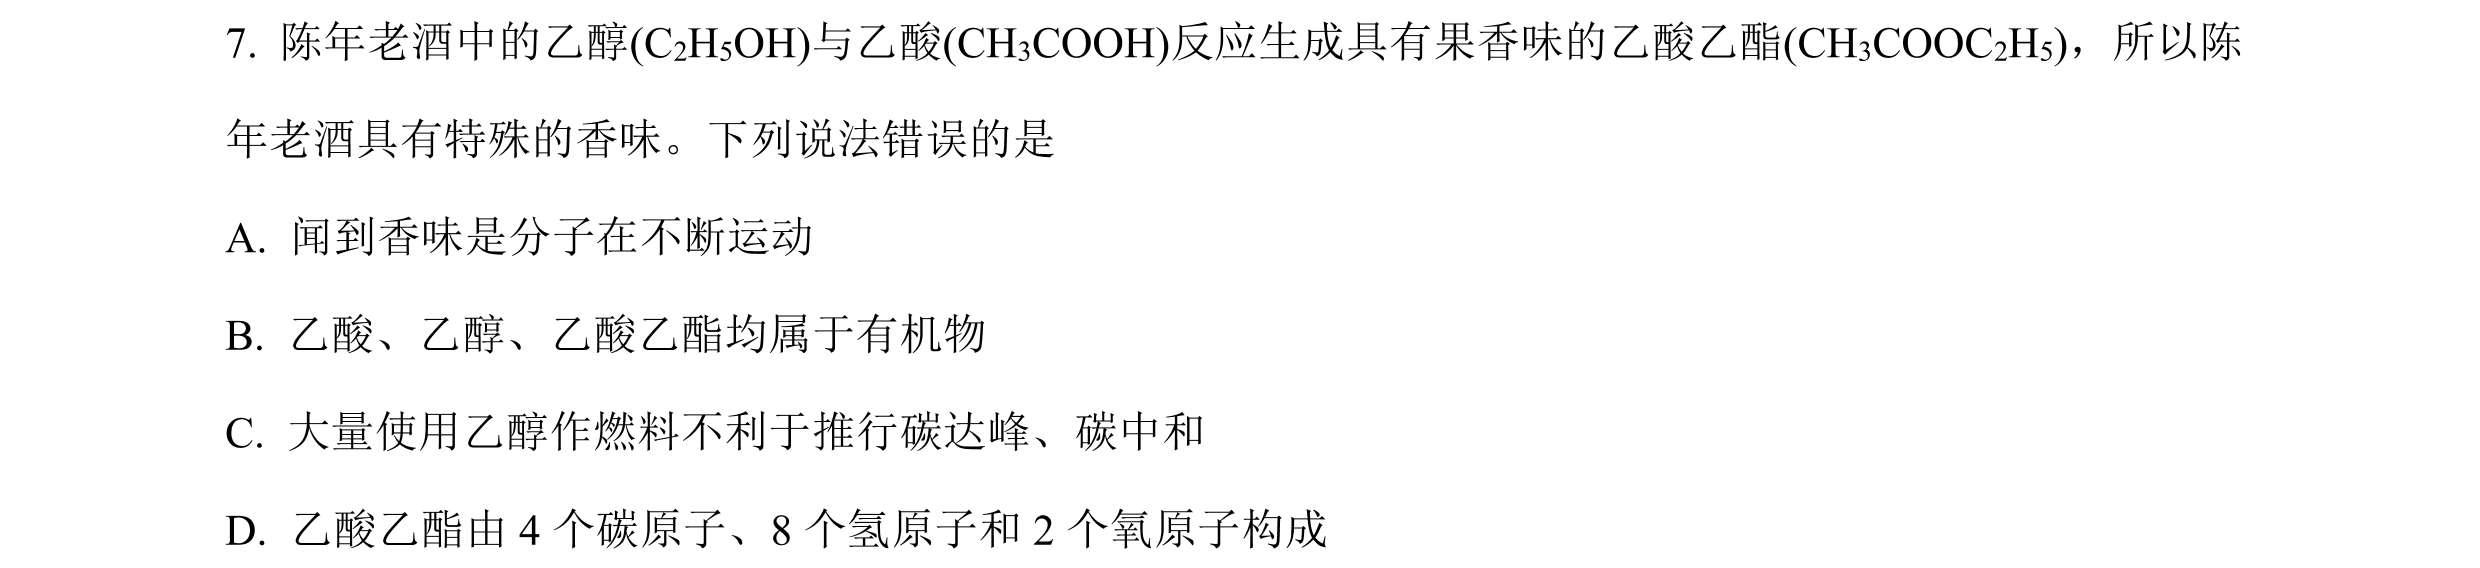 7. 陈年老酒中的乙醇(C₂H₅OH)与乙酸(CH₃COOH)反应生成具有果香味的乙酸乙酯(CH₃COOC₂H₅)，所以陈
年老酒具有特殊的香味。下列说法错误的是
A. 闻到香味是分子在不断运动
B. 乙酸、乙醇、乙酸乙酯均属于有机物
C. 大量使用乙醇作燃料不利于推行碳达峰、碳中和
D. 乙酸乙酯由 4 个碳原子、8 个氢原子和 2 个氧原子构成